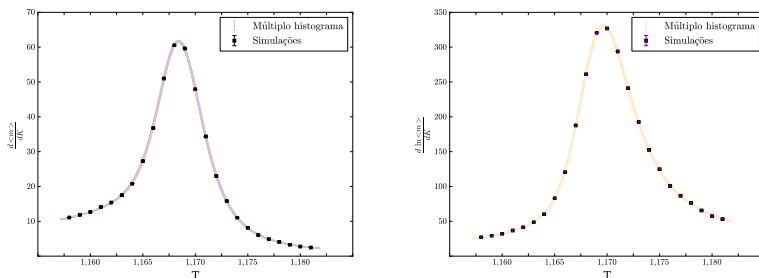 70
60
50
40
30
20
10
1,160
1,165
1,170
1,175
1,180
T
d <m>
dK
Múltiplo histograma
Simulações
350
300
250
200
150
100
50
1,160
1,165
1,170
1,175
1,180
T
d ln <m>
dK
Múltiplo histograma
Simulações